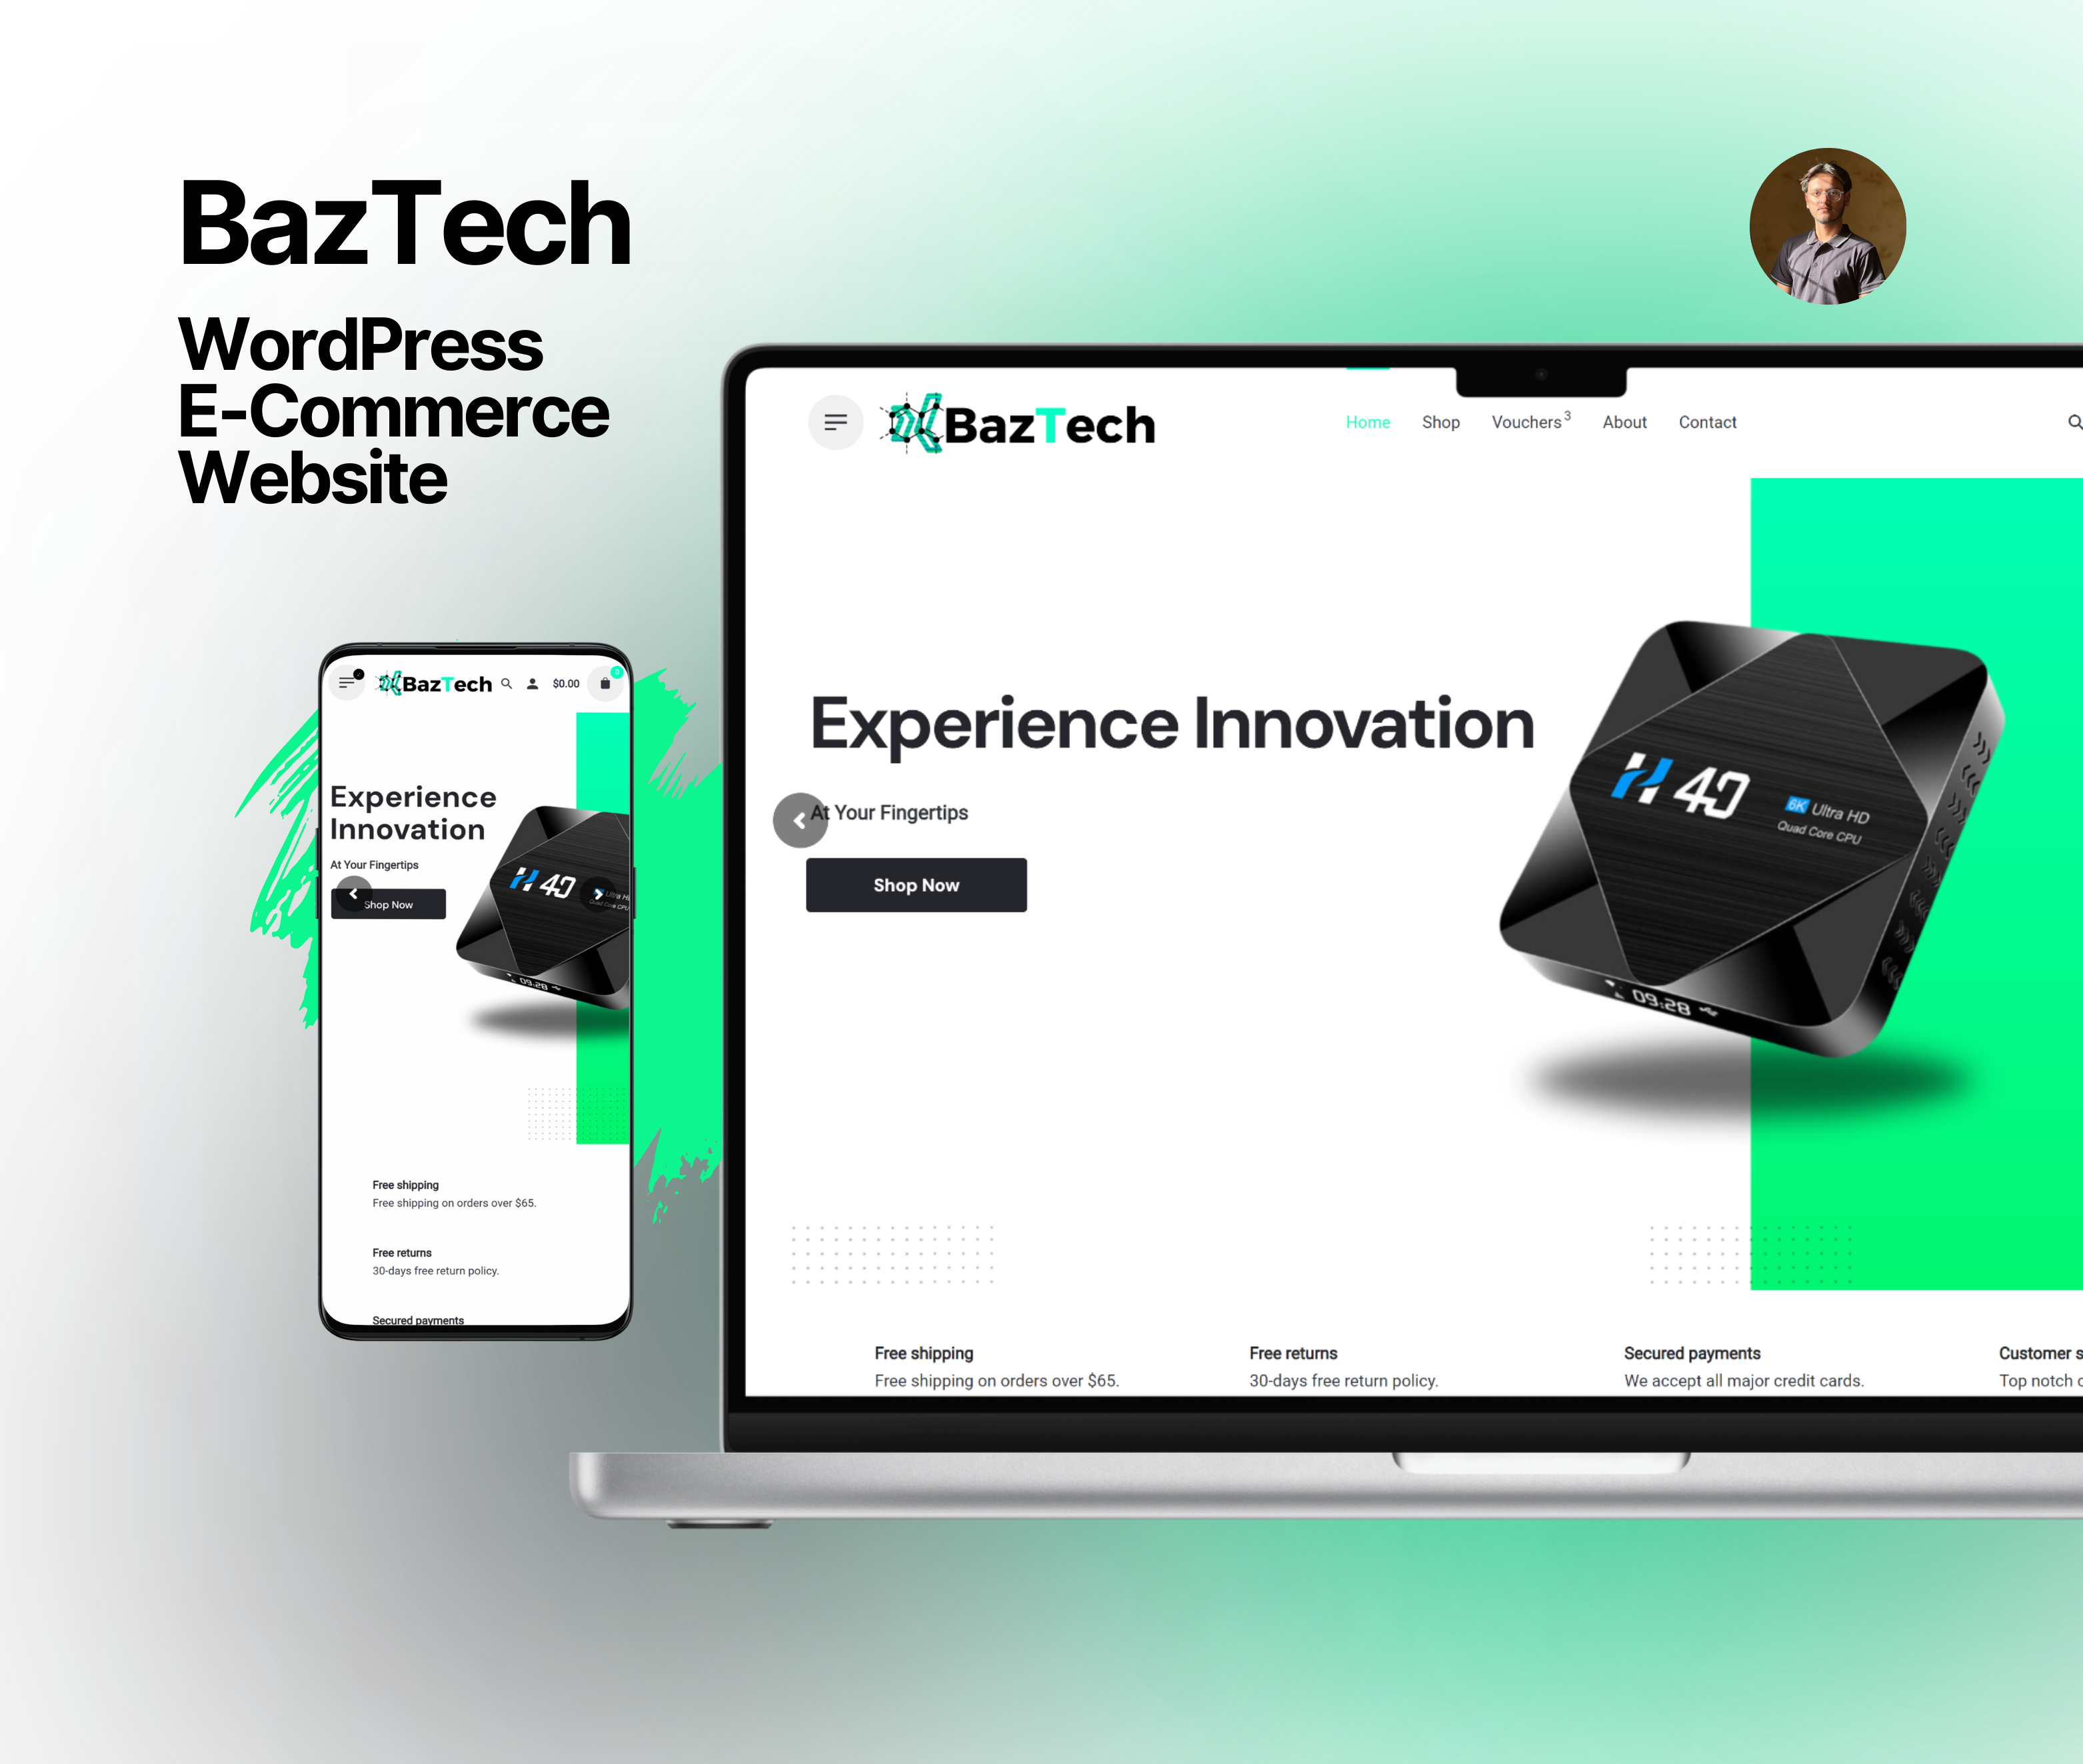 BazTech
WordPress
E-Commerce
Website
BazTech
Home Shop Vouchers 3 About Contact
Experience Innovation
At Your Fingertips
Shop Now
H 40
6K Ultra HD
Quad Core CPU
09:28
Free shipping
Free shipping on orders over $65.
Free returns
30-days free return policy.
Secured payments
We accept all major credit cards.
Customer s
Top notch c
BazTech $0.00 0
Experience
Innovation
At Your Fingertips
Shop Now
H 40
Ultra HD
Quad Core CPU
09:28
Free shipping
Free shipping on orders over $65.
Free returns
30-days free return policy.
Secured payments